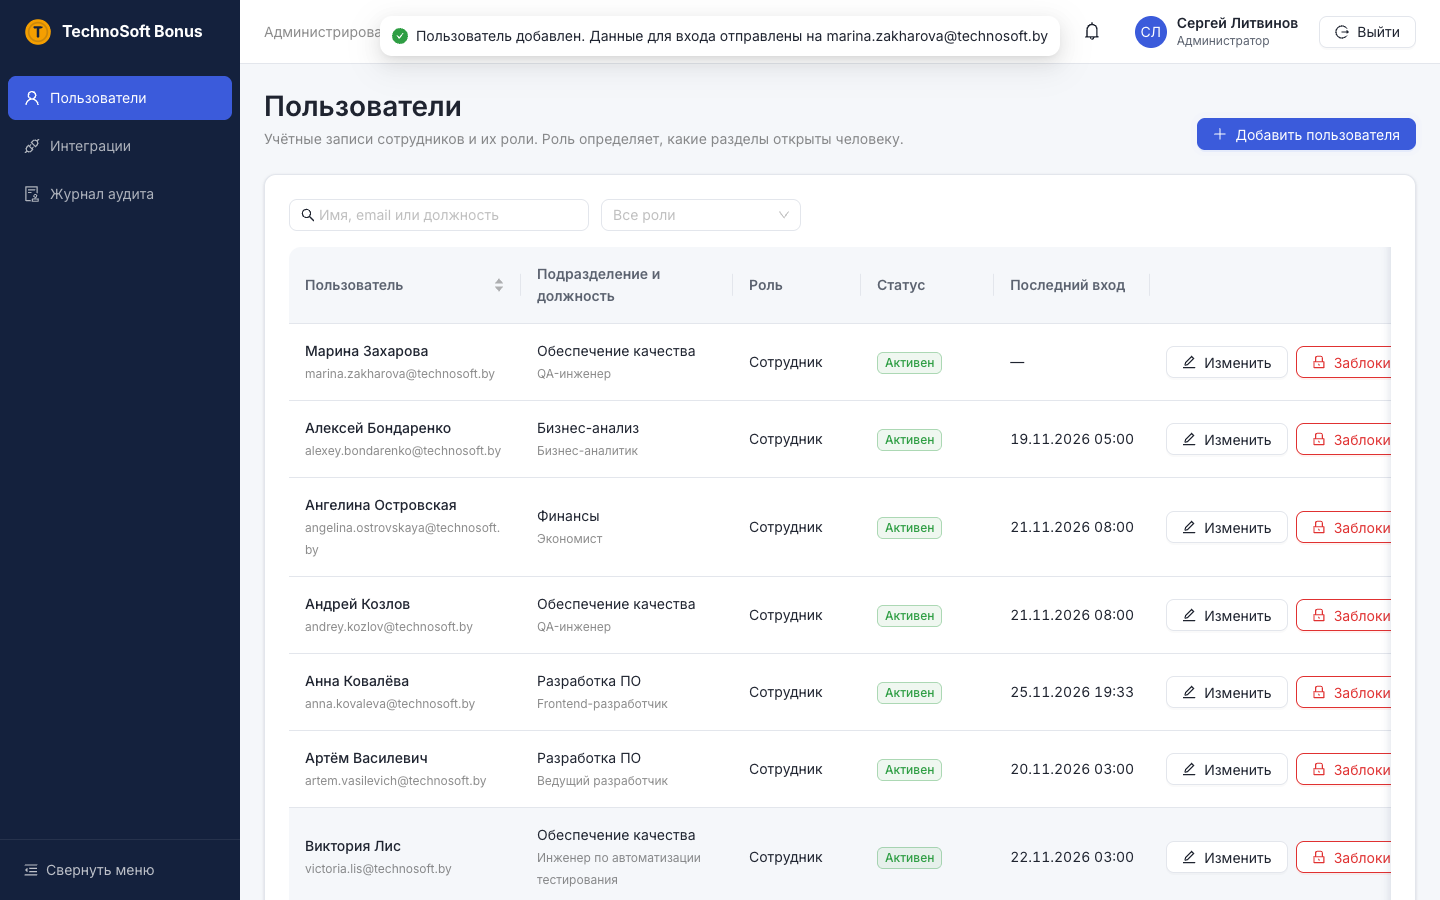 TechnoSoft Bonus
Пользователи
Интеграции
Журнал аудита
Свернуть меню
Администрирова
Пользователь добавлен. Данные для входа отправлены на marina.zakharova@technosoft.by
СЛ
Сергей Литвинов
Администратор
Выйти
Пользователи
Учётные записи сотрудников и их роли. Роль определяет, какие разделы открыты человеку.
Добавить пользователя
Имя, email или должность
Все роли
Пользователь
Подразделение и
должность
Роль
Статус
Последний вход
Марина Захарова
marina.zakharova@technosoft.by
Обеспечение качества
QA-инженер
Сотрудник
Активен
—
Изменить
Заблоки
Алексей Бондаренко
alexey.bondarenko@technosoft.by
Бизнес-анализ
Бизнес-аналитик
Сотрудник
Активен
19.11.2026 05:00
Изменить
Заблоки
Ангелина Островская
angelina.ostrovskaya@technosoft.
by
Финансы
Экономист
Сотрудник
Активен
21.11.2026 08:00
Изменить
Заблоки
Андрей Козлов
andrey.kozlov@technosoft.by
Обеспечение качества
QA-инженер
Сотрудник
Активен
21.11.2026 08:00
Изменить
Заблоки
Анна Ковалёва
anna.kovaleva@technosoft.by
Разработка ПО
Frontend-разработчик
Сотрудник
Активен
25.11.2026 19:33
Изменить
Заблоки
Артём Василевич
artem.vasilevich@technosoft.by
Разработка ПО
Ведущий разработчик
Сотрудник
Активен
20.11.2026 03:00
Изменить
Заблоки
Виктория Лис
victoria.lis@technosoft.by
Обеспечение качества
Инженер по автоматизации
тестирования
Сотрудник
Активен
22.11.2026 03:00
Изменить
Заблоки